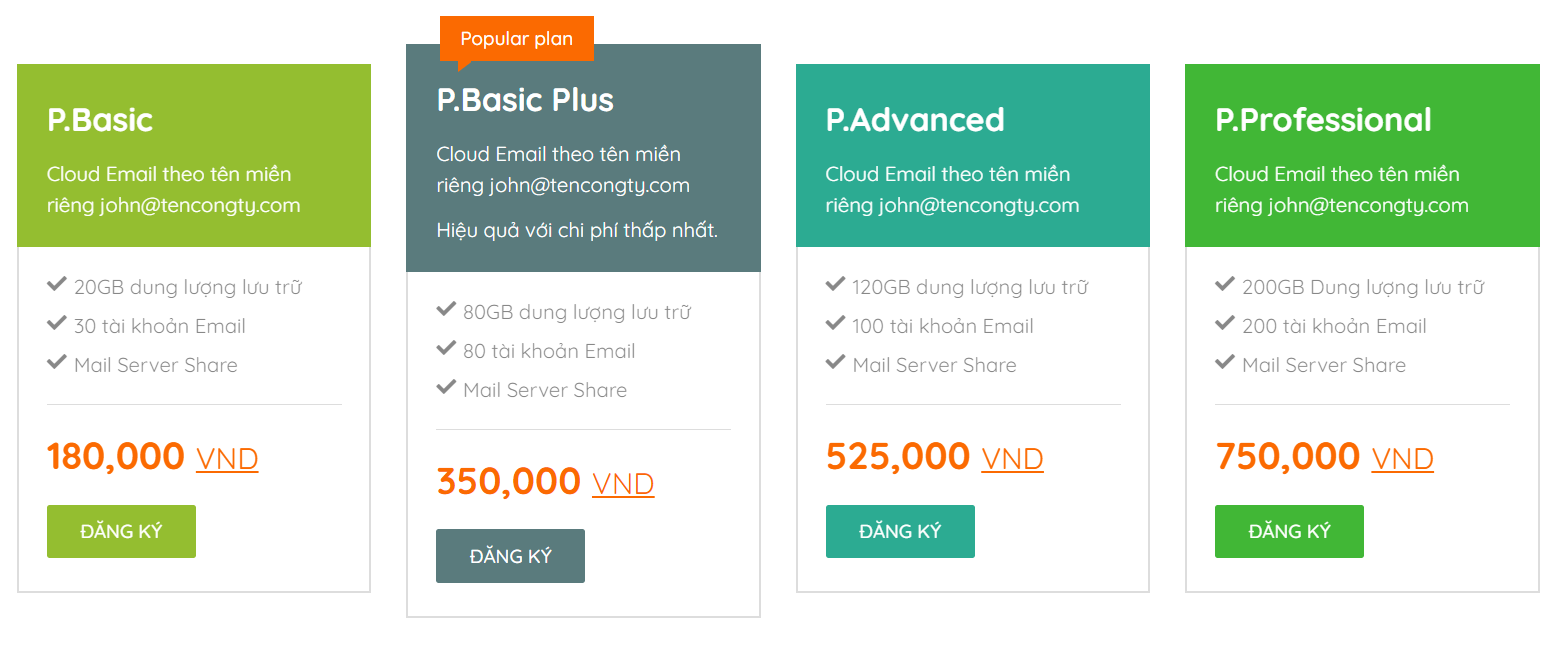 P.Basic
Cloud Email theo tên miền
riêng john@tencongty.com
20GB dung lượng lưu trữ
30 tài khoản Email
Mail Server Share
180,000 VND
ĐĂNG KÝ
Popular plan
P.Basic Plus
Cloud Email theo tên miền
riêng john@tencongty.com
Hiệu quả với chi phí thấp nhất.
80GB dung lượng lưu trữ
80 tài khoản Email
Mail Server Share
350,000 VND
ĐĂNG KÝ
P.Advanced
Cloud Email theo tên miền
riêng john@tencongty.com
120GB dung lượng lưu trữ
100 tài khoản Email
Mail Server Share
525,000 VND
ĐĂNG KÝ
P.Professional
Cloud Email theo tên miền
riêng john@tencongty.com
200GB Dung lượng lưu trữ
200 tài khoản Email
Mail Server Share
750,000 VND
ĐĂNG KÝ